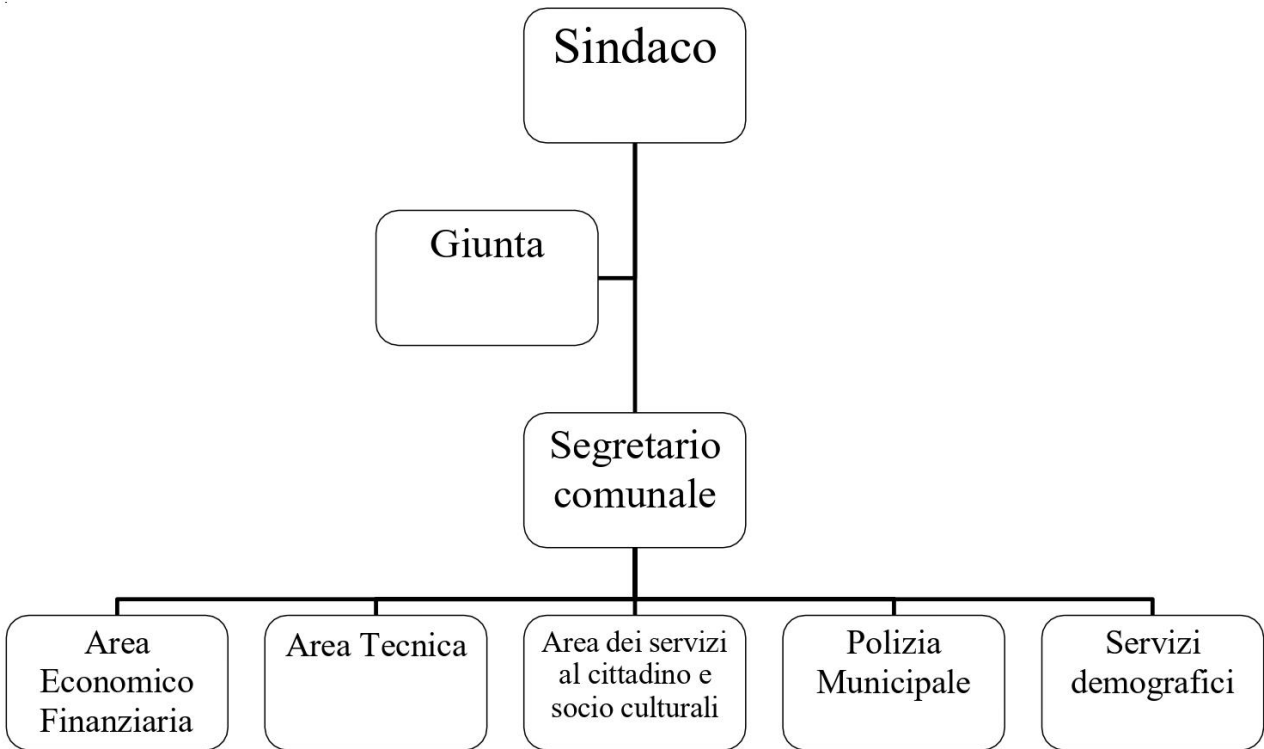 Sindaco
Giunta
Segretario
comunale
Area
Economico
Finanziaria
Area Tecnica
Area dei servizi
al cittadino e
socio culturali
Polizia
Municipale
Servizi
demografici